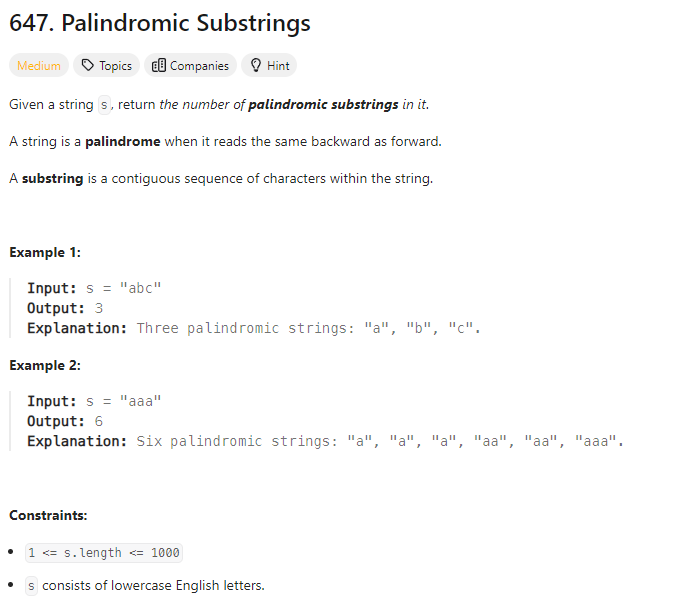 647. Palindromic Substrings
Medium Topics Companies Hint
Given a string s, return the number of palindromic substrings in it.
A string is a palindrome when it reads the same backward as forward.
A substring is a contiguous sequence of characters within the string.
Example 1:
Input: s = "abc"
Output: 3
Explanation: Three palindromic strings: "a", "b", "c".
Example 2:
Input: s = "aaa"
Output: 6
Explanation: Six palindromic strings: "a", "a", "a", "aa", "aa", "aaa".
Constraints:
• 1 <= s.length <= 1000
• s consists of lowercase English letters.